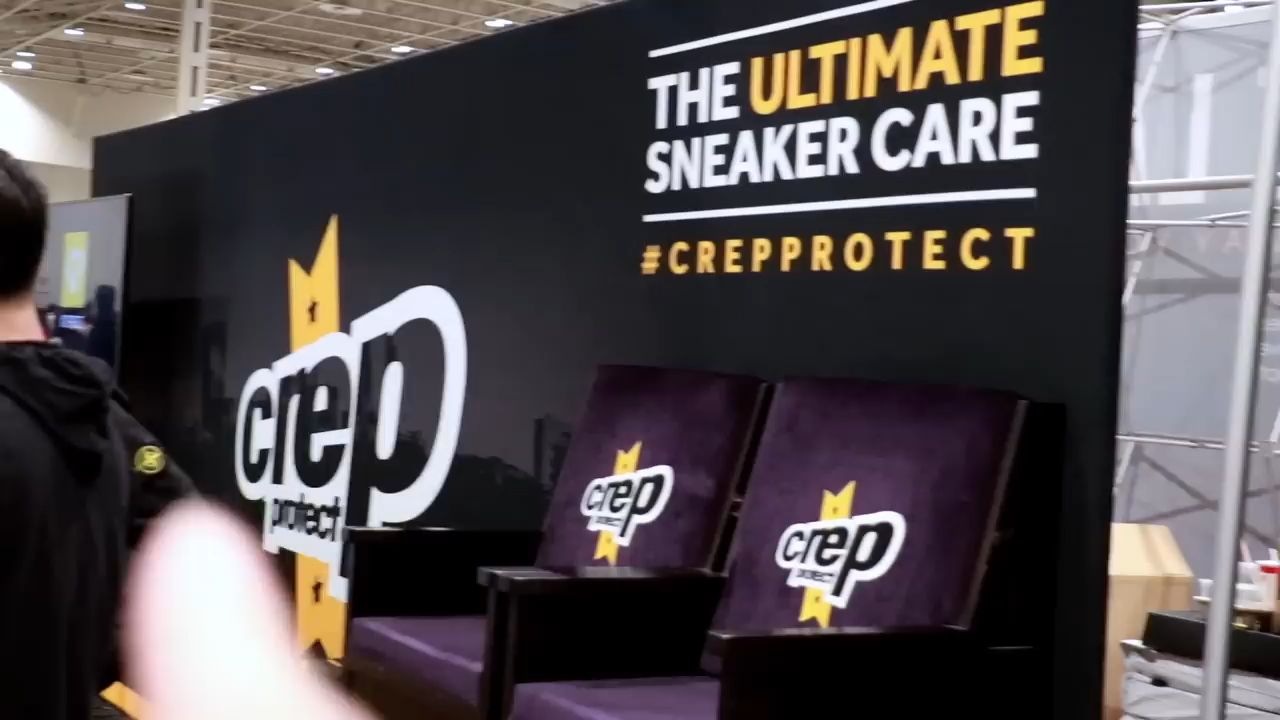 THE ULTIMATE
SNEAKER CARE
#CREPPROTECT
crep
protect
crep
protect
crep
protect